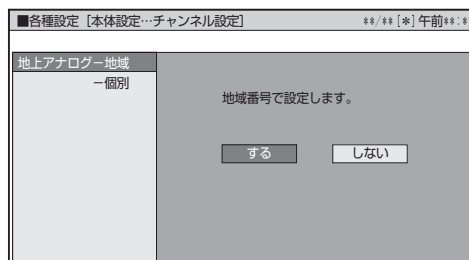 ■各種設定［本体設定…チャンネル設定］ **/**[*]午前**:*
地上アナログー地域
ー個別
地域番号で設定します。
する しない